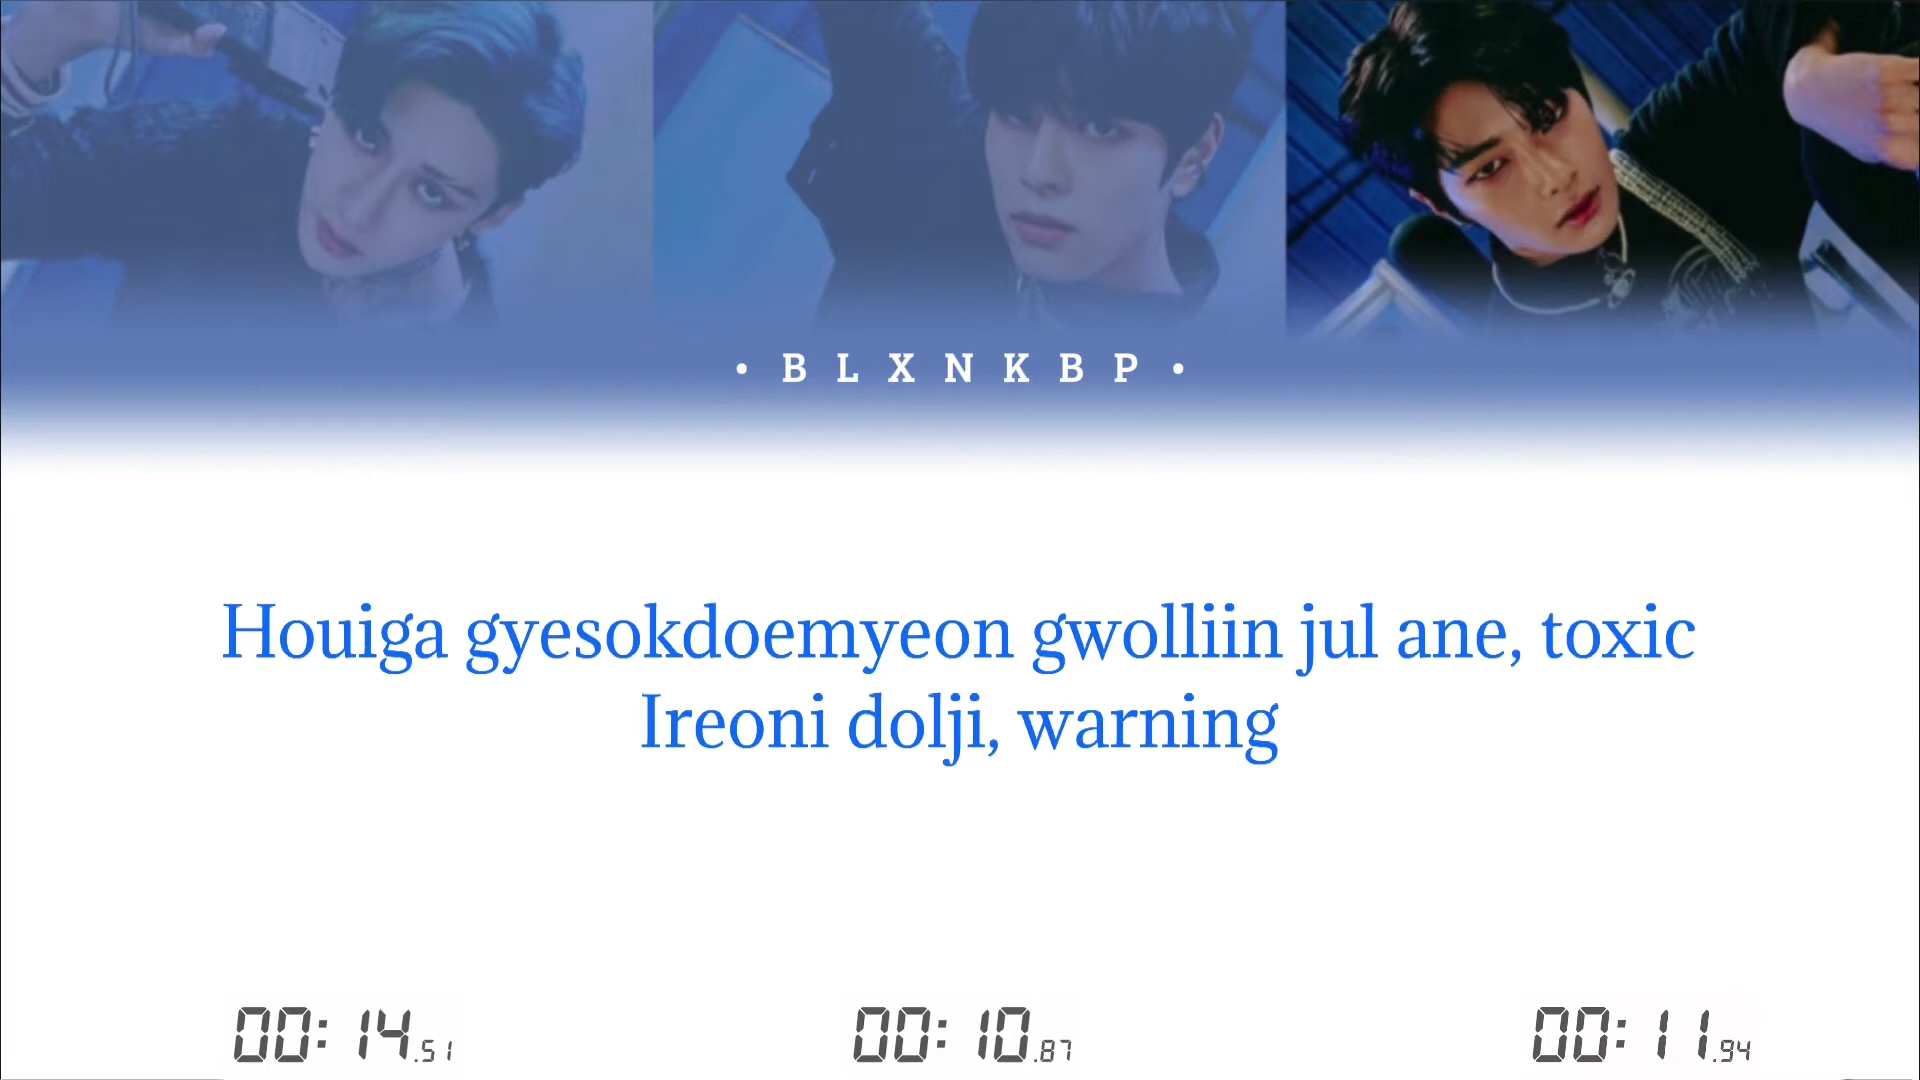 • B L X N K B P •
Houiga gyesokdoemyeon gwolliin jul ane, toxic
Ireoni dolji, warning
00:14.51 00:10.87 00:11.94